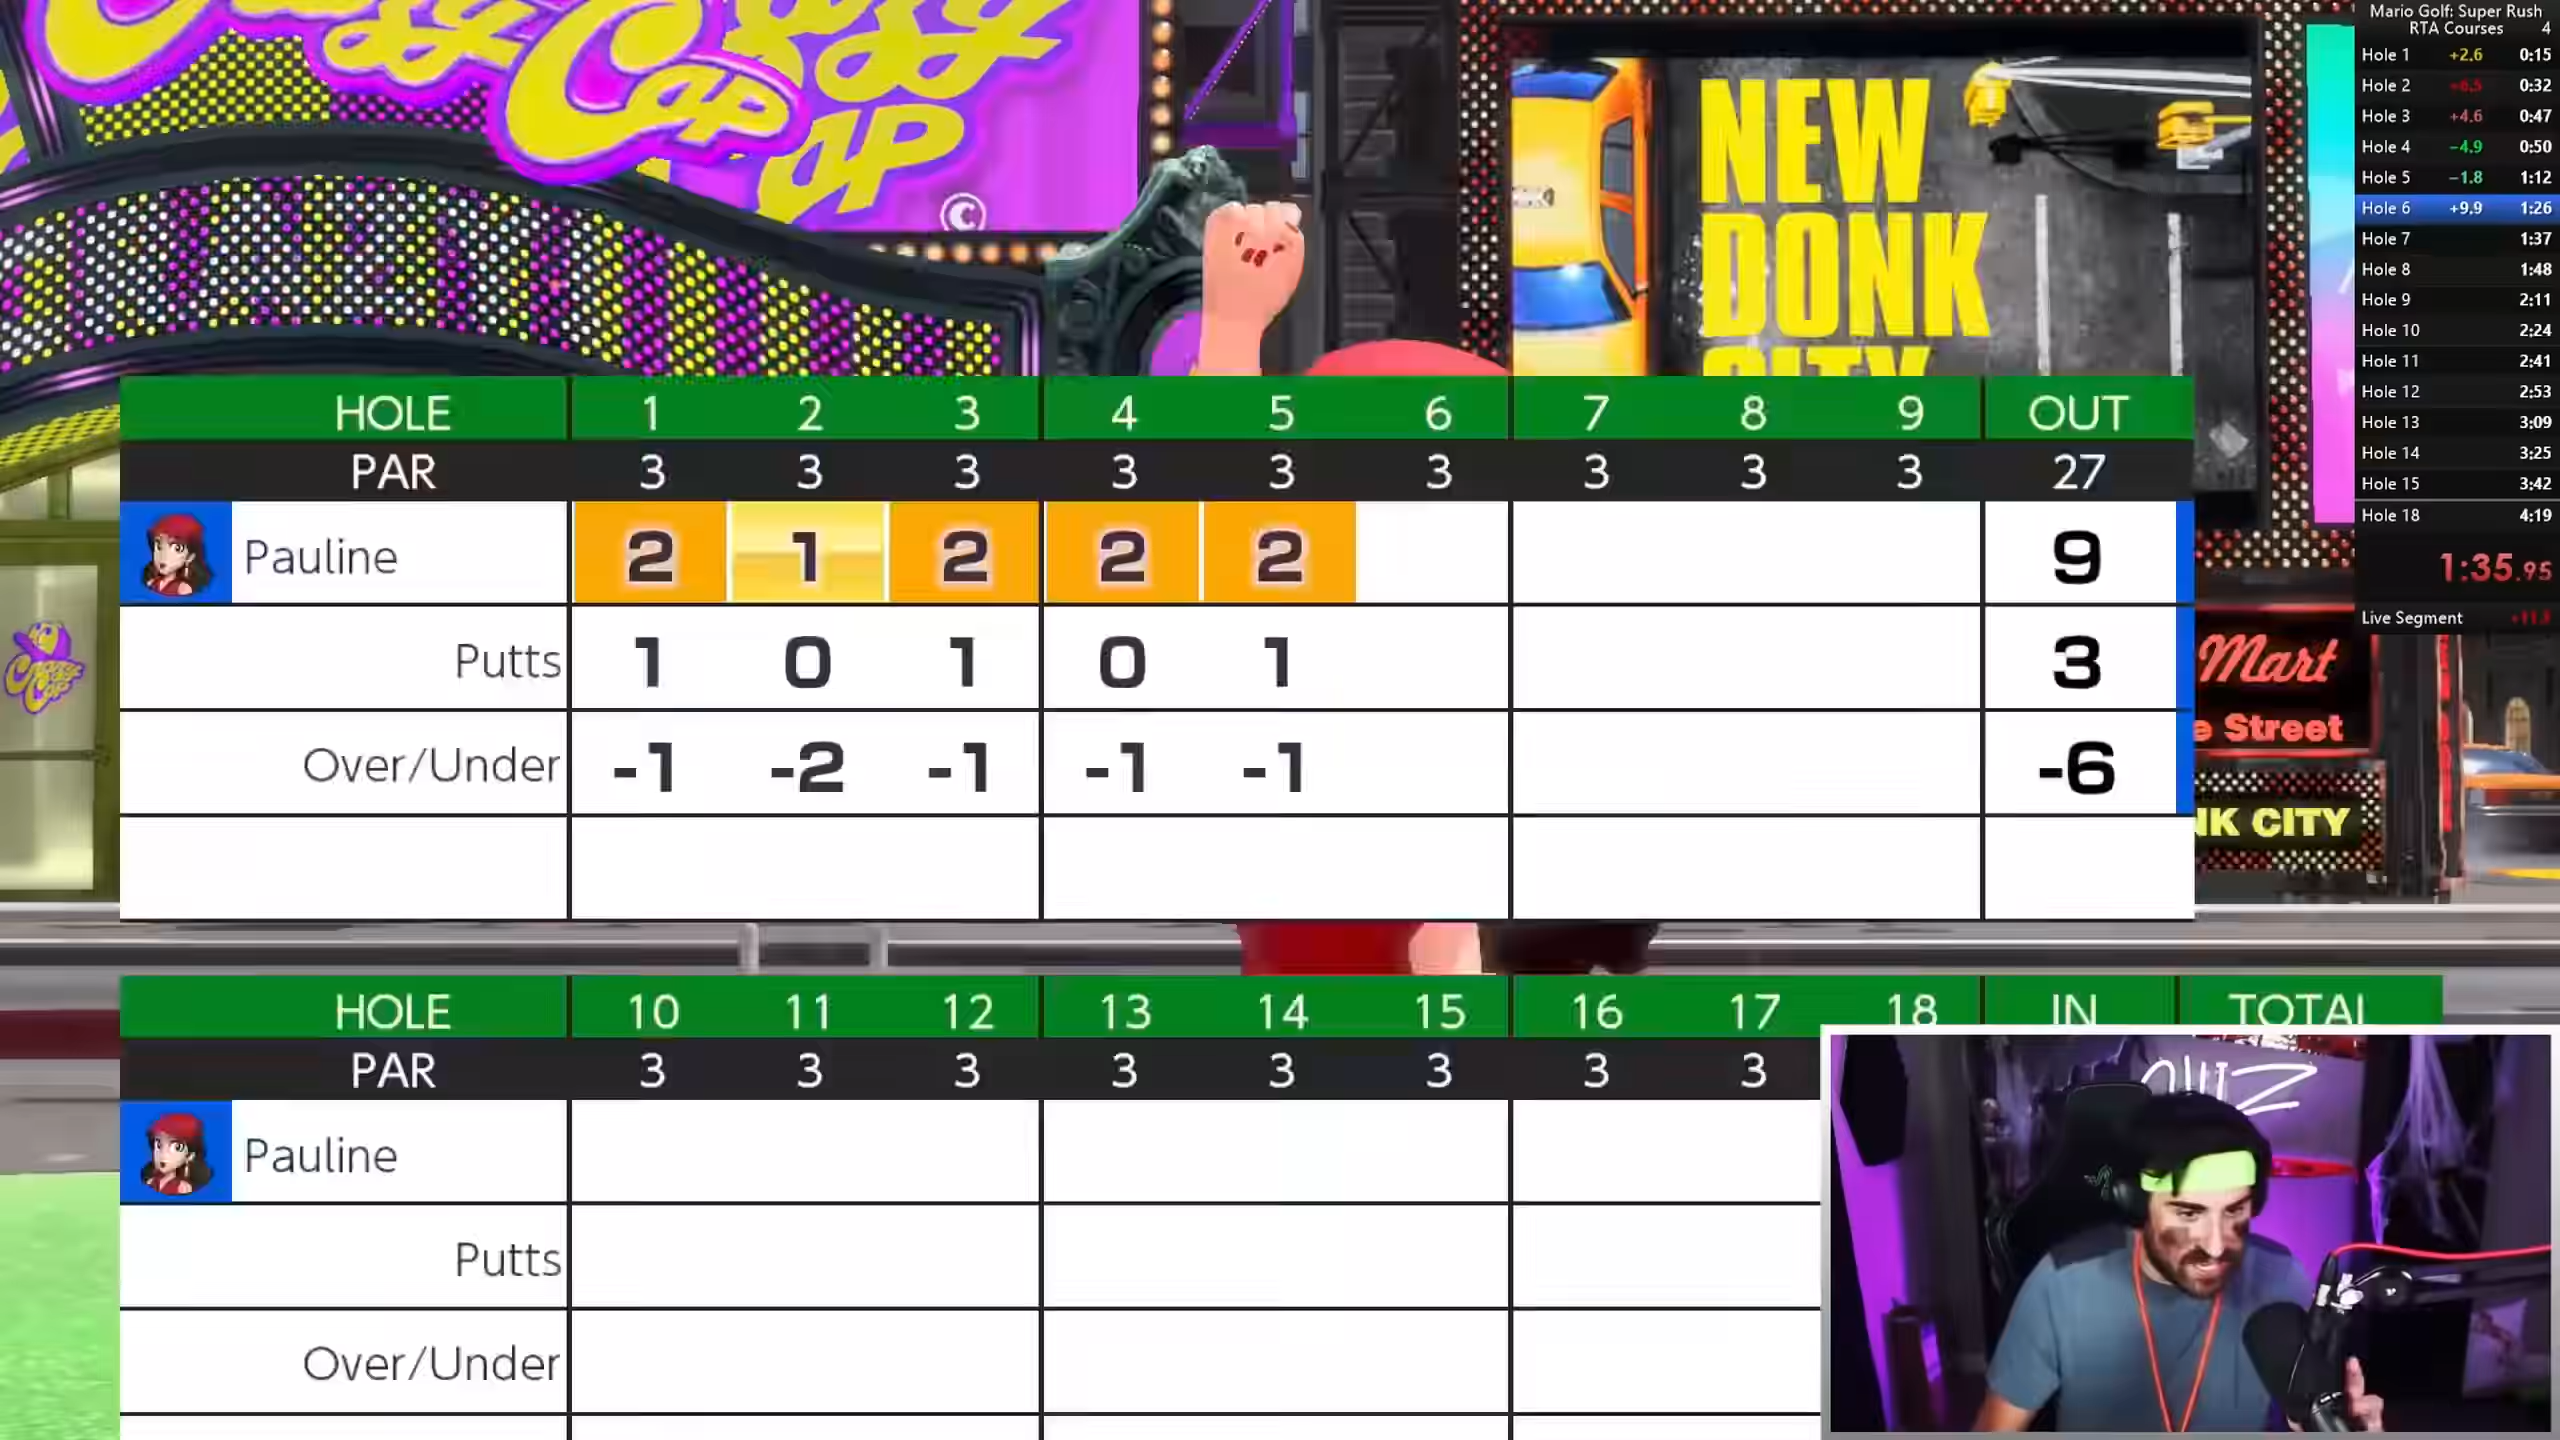 Crazy Cap
Crazy
Cap
©
NEW
DONK
CITY
Mario Golf: Super Rush
RTA Courses 4
Hole 1 +2.6 0:15
Hole 2 +6.5 0:32
Hole 3 +4.6 0:47
Hole 4 −4.9 0:50
Hole 5 −1.8 1:12
Hole 6 +9.9 1:26
Hole 7 1:37
Hole 8 1:48
Hole 9 2:11
Hole 10 2:24
Hole 11 2:41
Hole 12 2:53
Hole 13 3:09
Hole 14 3:25
Hole 15 3:42
Hole 18 4:19
1:35.95
Live Segment
HOLE 1 2 3 4 5 6 7 8 9 OUT
PAR 3 3 3 3 3 3 3 3 3 27
Pauline 2 1 2 2 2 9
Putts 1 0 1 0 1 3
Over/Under -1 -2 -1 -1 -1 -6
Crazy
Cap
Mart
e Street
NK CITY
HOLE 10 11 12 13 14 15 16 17 18 IN TOTAL
PAR 3 3 3 3 3 3 3 3
Pauline
Putts
Over/Under